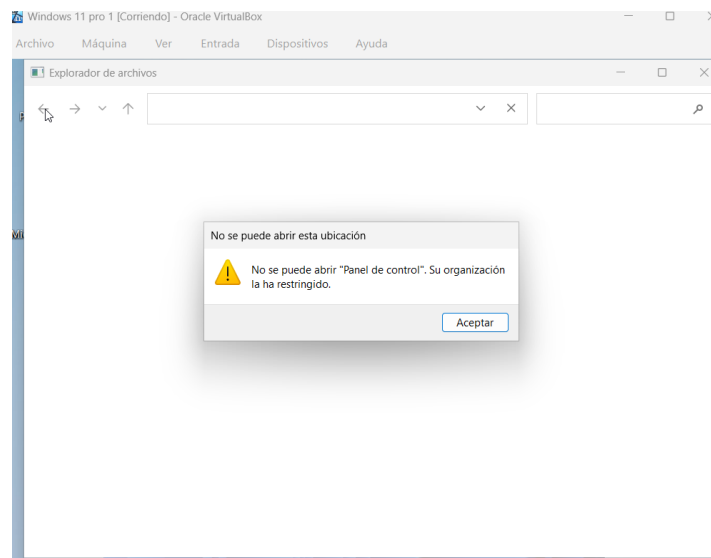 Windows 11 pro 1 [Corriendo] - Oracle VirtualBox
Archivo Máquina Ver Entrada Dispositivos Ayuda
Explorador de archivos
No se puede abrir esta ubicación
No se puede abrir "Panel de control". Su organización
la ha restringido.
Aceptar